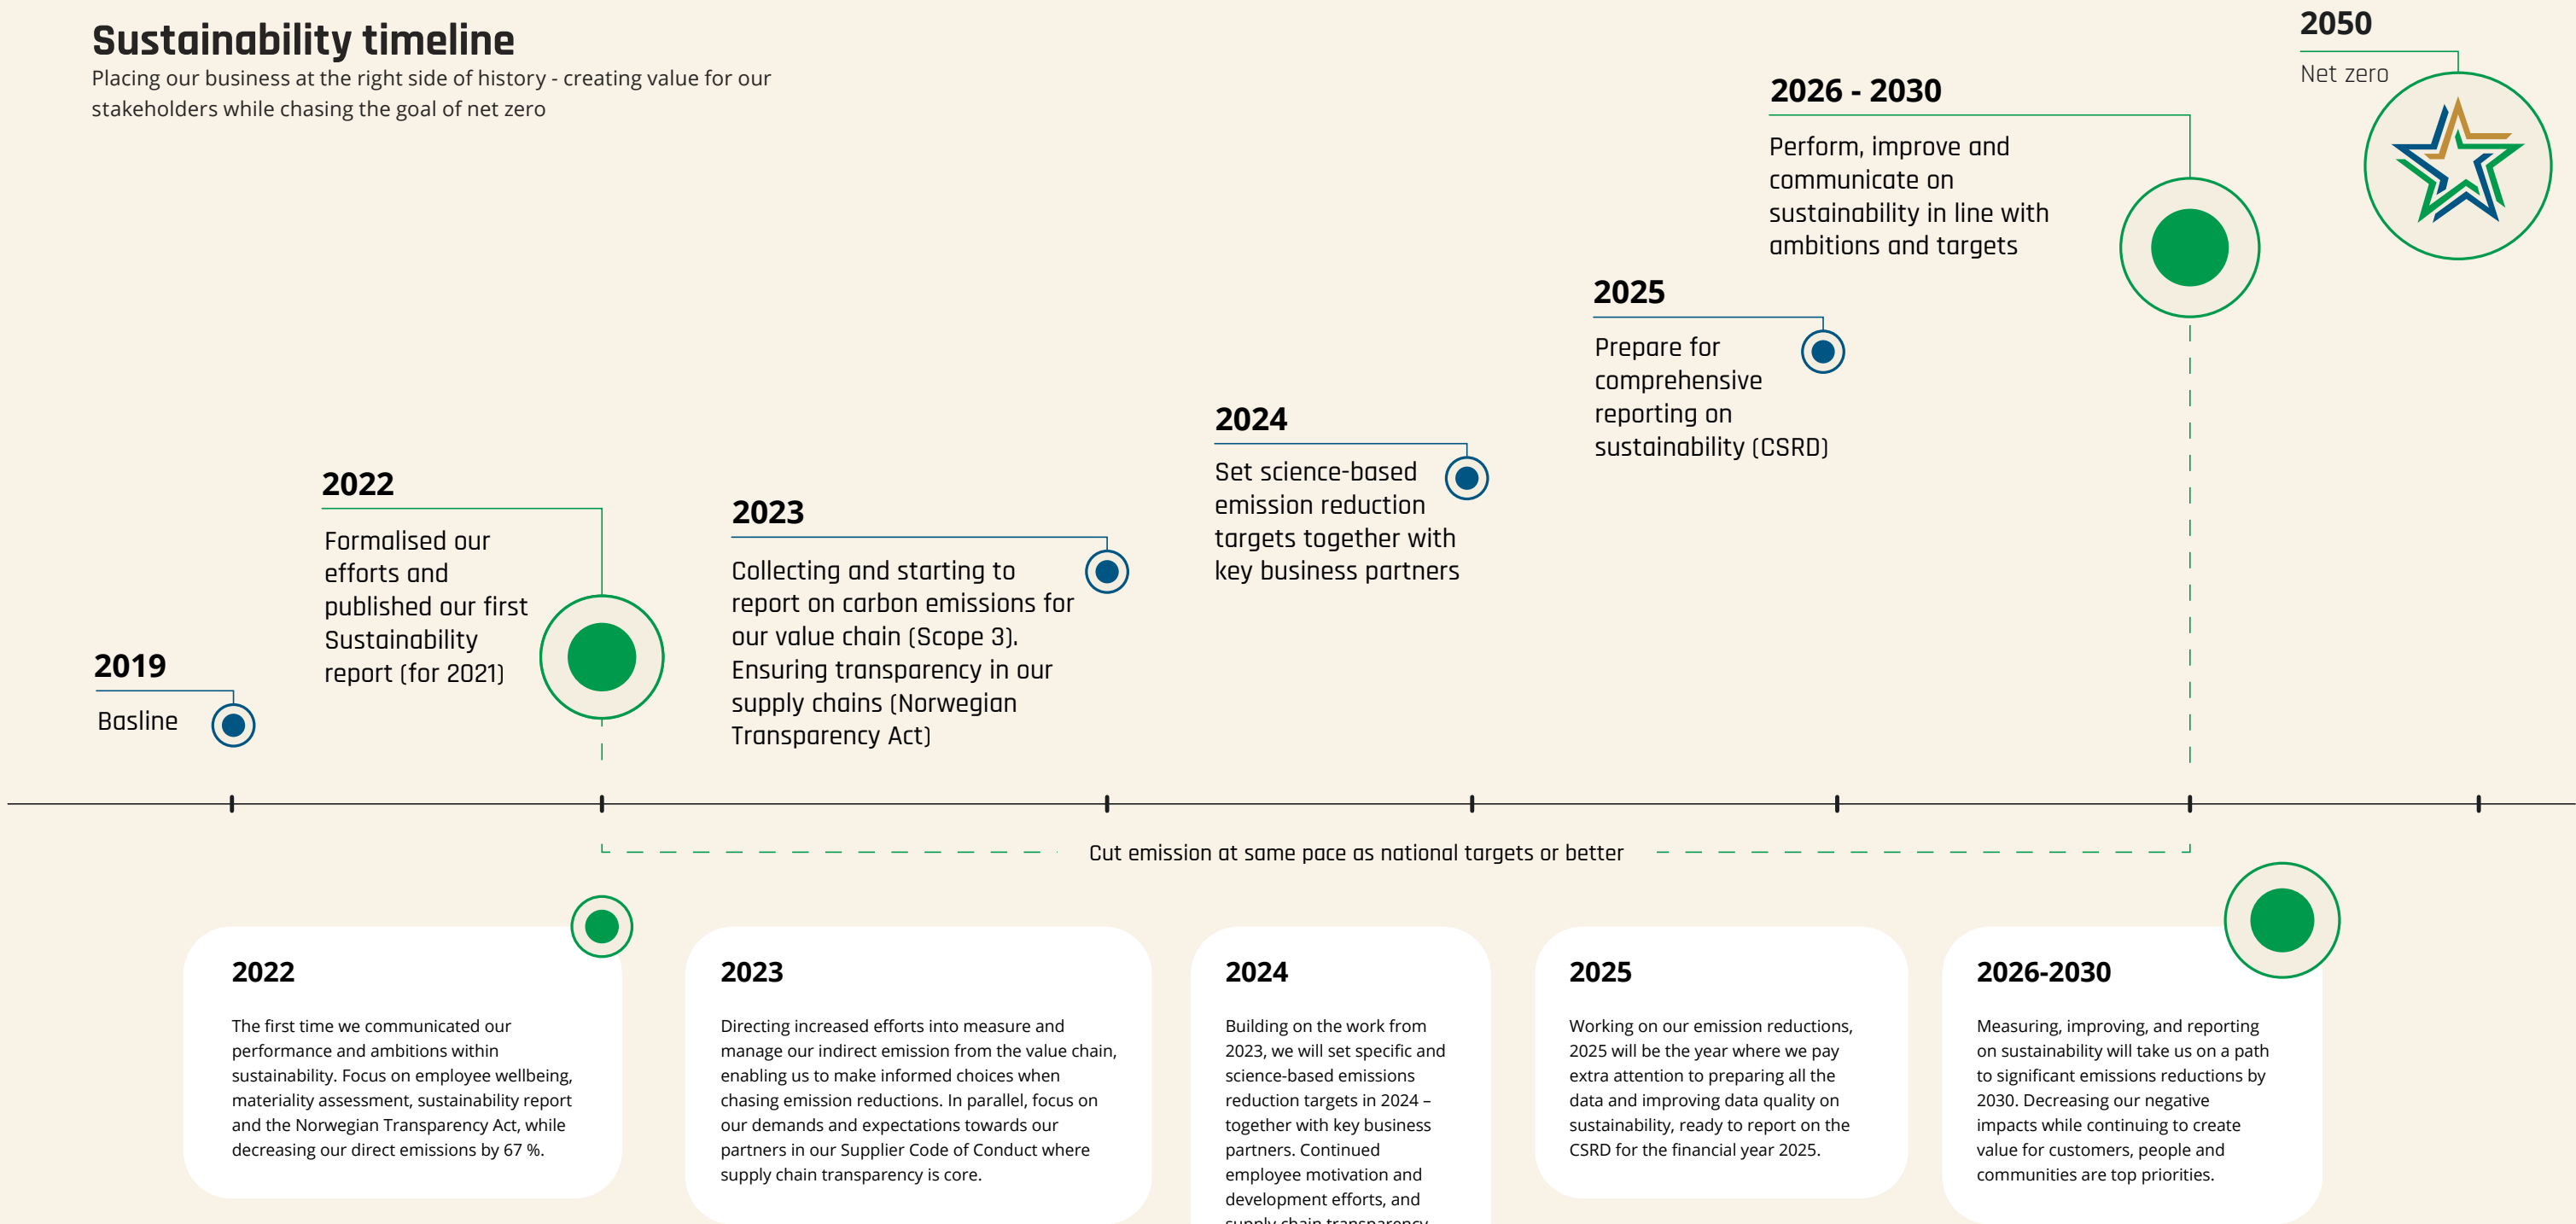 Sustainability timeline
Placing our business at the right side of history - creating value for our
stakeholders while chasing the goal of net zero
2019
Basline
2022
Formalised our
efforts and
published our first
Sustainability
report (for 2021)
2023
Collecting and starting to
report on carbon emissions for
our value chain (Scope 3).
Ensuring transparency in our
supply chains (Norwegian
Transparency Act)
2024
Set science-based
emission reduction
targets together with
key business partners
2025
Prepare for
comprehensive
reporting on
sustainability (CSRD)
2026 - 2030
Perform, improve and
communicate on
sustainability in line with
ambitions and targets
2050
Net zero
Cut emission at same pace as national targets or better
2022
The first time we communicated our
performance and ambitions within
sustainability. Focus on employee wellbeing,
materiality assessment, sustainability report
and the Norwegian Transparency Act, while
decreasing our direct emissions by 67 %.
2023
Directing increased efforts into measure and
manage our indirect emission from the value chain,
enabling us to make informed choices when
chasing emission reductions. In parallel, focus on
our demands and expectations towards our
partners in our Supplier Code of Conduct where
supply chain transparency is core.
2024
Building on the work from
2023, we will set specific and
science-based emissions
reduction targets in 2024 –
together with key business
partners. Continued
employee motivation and
development efforts, and
supply chain transparency
2025
Working on our emission reductions,
2025 will be the year where we pay
extra attention to preparing all the
data and improving data quality on
sustainability, ready to report on the
CSRD for the financial year 2025.
2026-2030
Measuring, improving, and reporting
on sustainability will take us on a path
to significant emissions reductions by
2030. Decreasing our negative
impacts while continuing to create
value for customers, people and
communities are top priorities.